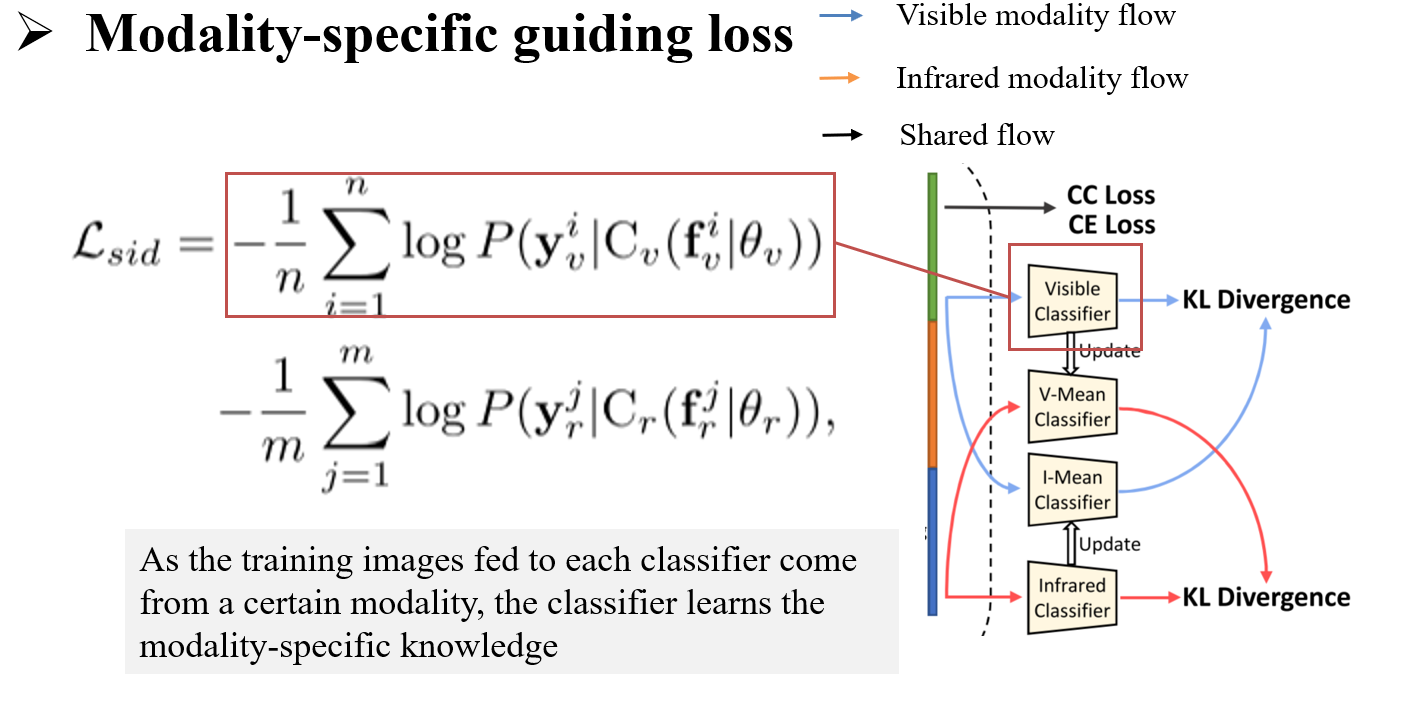 ➢ Modality-specific guiding loss
Visible modality flow
Infrared modality flow
Shared flow
$\mathcal{L}_{sid} = -\frac{1}{n} \sum_{i=1}^{n} \log P(\mathbf{y}_v^i|\mathrm{C}_v(\mathbf{f}_v^i|\theta_v))$
$-\frac{1}{m} \sum_{j=1}^{m} \log P(\mathbf{y}_r^j|\mathrm{C}_r(\mathbf{f}_r^j|\theta_r)),$
As the training images fed to each classifier come
from a certain modality, the classifier learns the
modality-specific knowledge
CC Loss
CE Loss
Visible
Classifier
KL Divergence
Update
V-Mean
Classifier
I-Mean
Classifier
Update
Infrared
Classifier
KL Divergence